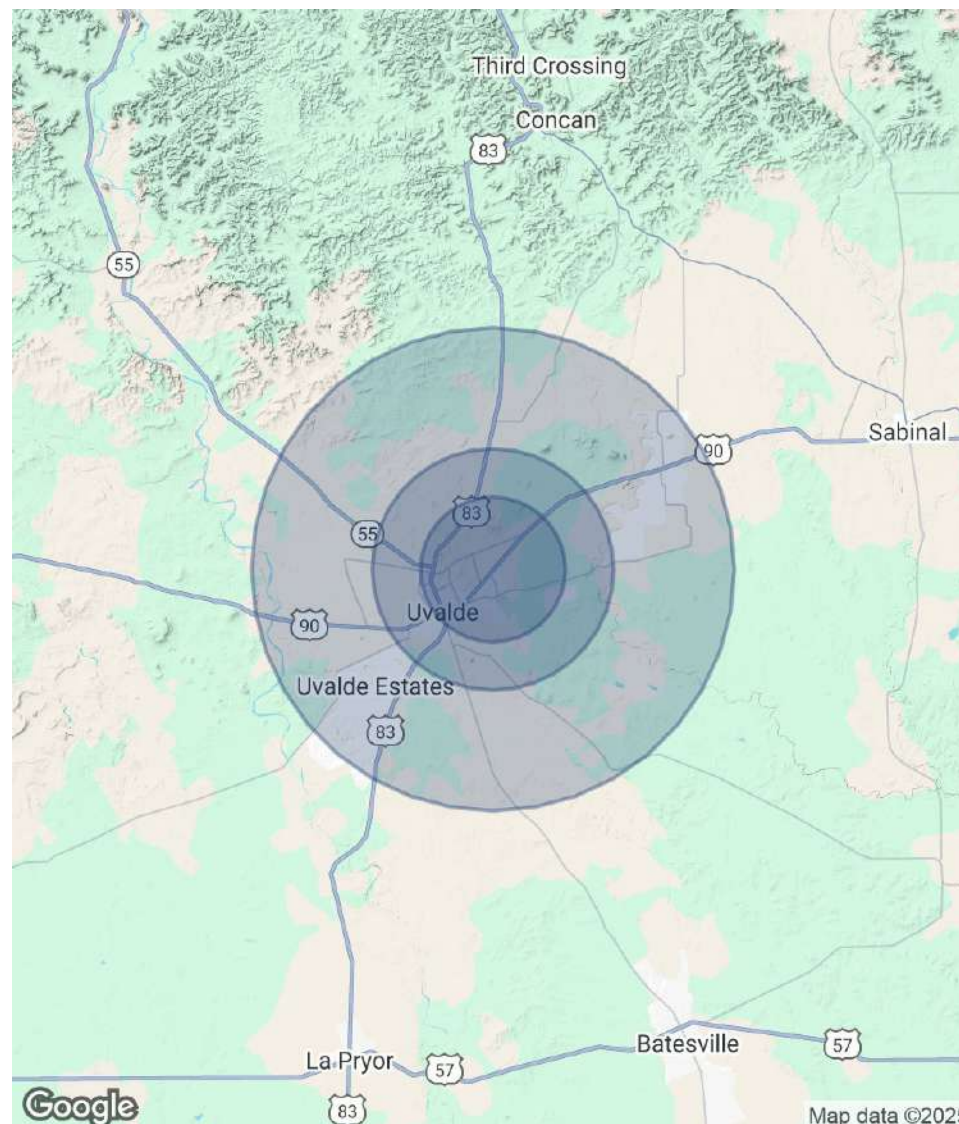 Third Crossing
Concan
83
55
Sabinal
90
83
55
Uvalde
90
Uvalde Estates
83
Batesville
57
La Pryor
57
83
Google
Map data ©2025